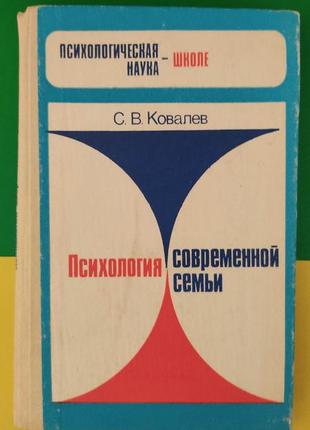 ПСИХОЛОГИЧЕСКАЯ
НАУКА – ШКОЛЕ
С. В. Ковалев
Психология современной
семьи